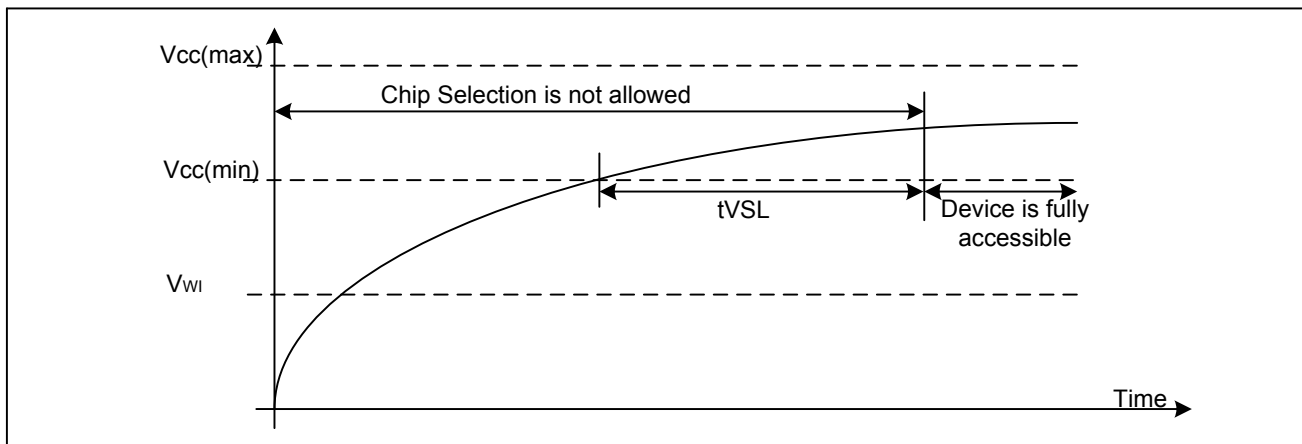 Vcc(max)
Chip Selection is not allowed
Vcc(min)
tVSL
Device is fully
accessible
VWI
Time